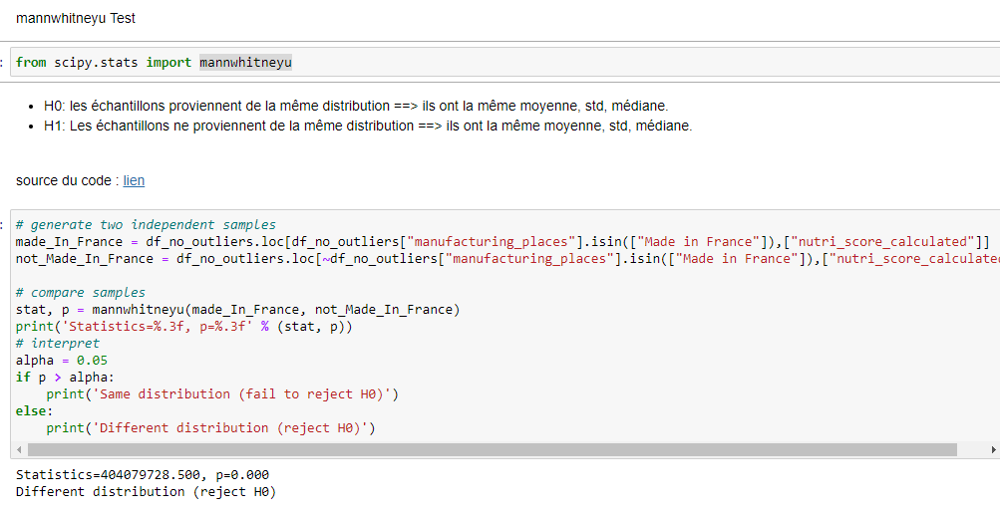 mannwhitneyu Test
: from scipy.stats import mannwhitneyu
• H0: les échantillons proviennent de la même distribution ==> ils ont la même moyenne, std, médiane.
• H1: Les échantillons ne proviennent de la même distribution ==> ils ont la même moyenne, std, médiane.
source du code : lien
: # generate two independent samples
made_In_France = df_no_outliers.loc[df_no_outliers["manufacturing_places"].isin(["Made in France"]),["nutri_score_calculated"]]
not_Made_In_France = df_no_outliers.loc[~df_no_outliers["manufacturing_places"].isin(["Made in France"]),["nutri_score_calculate
# compare samples
stat, p = mannwhitneyu(made_In_France, not_Made_In_France)
print('Statistics=%.3f, p=%.3f' % (stat, p))
# interpret
alpha = 0.05
if p > alpha:
    print('Same distribution (fail to reject H0)')
else:
    print('Different distribution (reject H0)')
Statistics=404079728.500, p=0.000
Different distribution (reject H0)